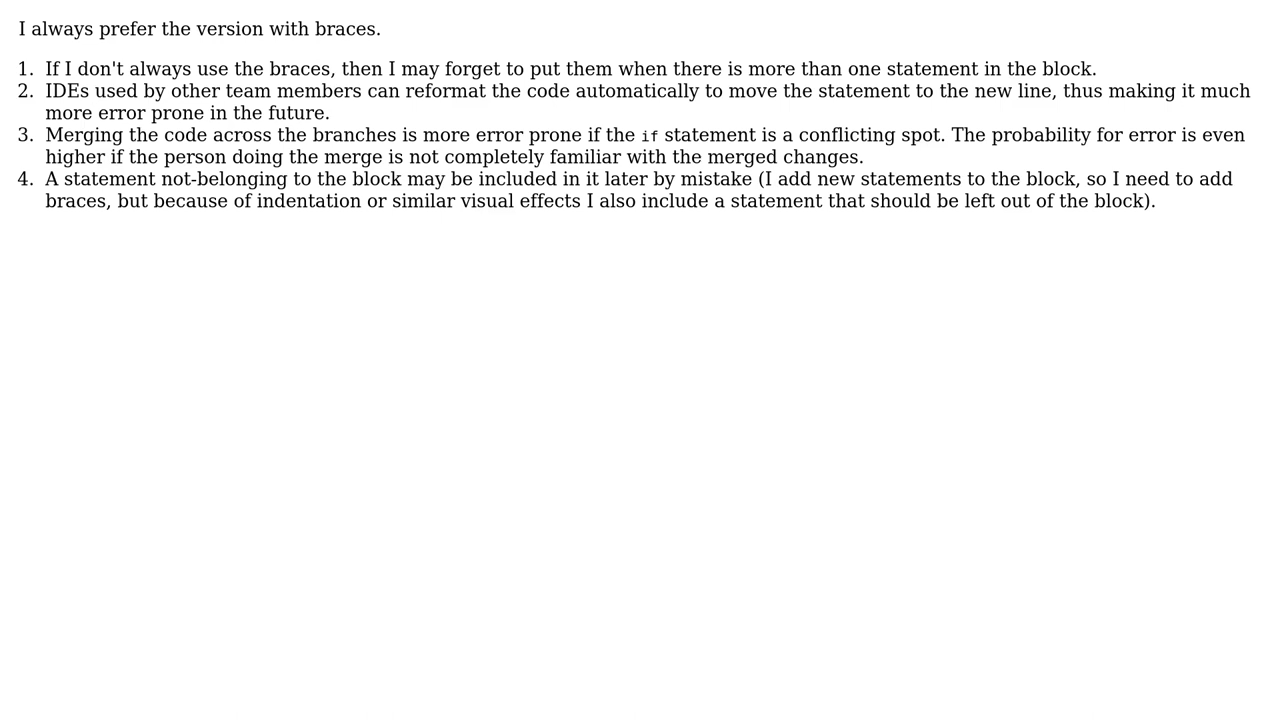 I always prefer the version with braces.
1. If I don't always use the braces, then I may forget to put them when there is more than one statement in the block.
2. IDEs used by other team members can reformat the code automatically to move the statement to the new line, thus making it much
more error prone in the future.
3. Merging the code across the branches is more error prone if the if statement is a conflicting spot. The probability for error is even
higher if the person doing the merge is not completely familiar with the merged changes.
4. A statement not-belonging to the block may be included in it later by mistake (I add new statements to the block, so I need to add
braces, but because of indentation or similar visual effects I also include a statement that should be left out of the block).